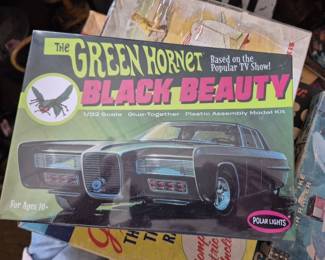 THE GREEN HORNET
Based on the
Popular TV Show!
BLACK BEAUTY
1/32 Scale Glue-Together Plastic Assembly Model Kit
For Ages 10+
POLAR LIGHTS